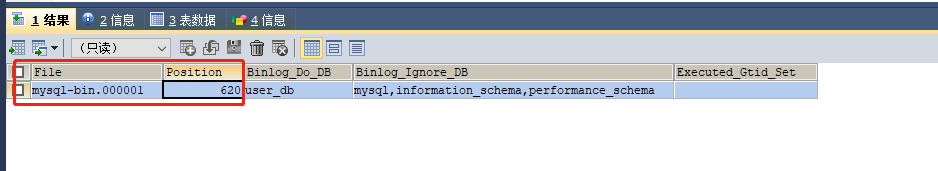 1 结果 2 信息 3 表数据 4 信息
（只读）
File Position Binlog_Do_DB Binlog_Ignore_DB Executed_Gtid_Set
mysql-bin.000001 620 user_db mysql,information_schema,performance_schema